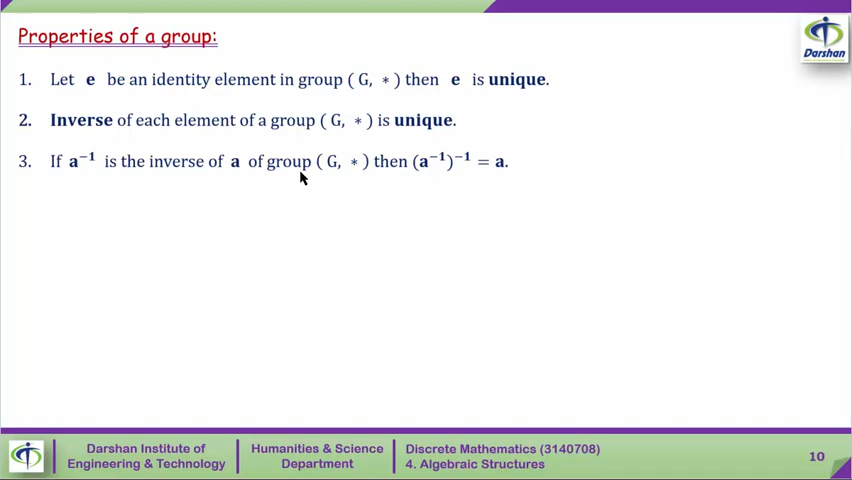 Properties of a group:
Darshan
1. Let e be an identity element in group ( G, ∗ ) then e is unique.
2. Inverse of each element of a group ( G, ∗ ) is unique.
3. If a⁻¹ is the inverse of a of group ( G, ∗ ) then (a⁻¹)⁻¹ = a.
Darshan Institute of
Engineering & Technology
Humanities & Science
Department
Discrete Mathematics (3140708)
4. Algebraic Structures
10